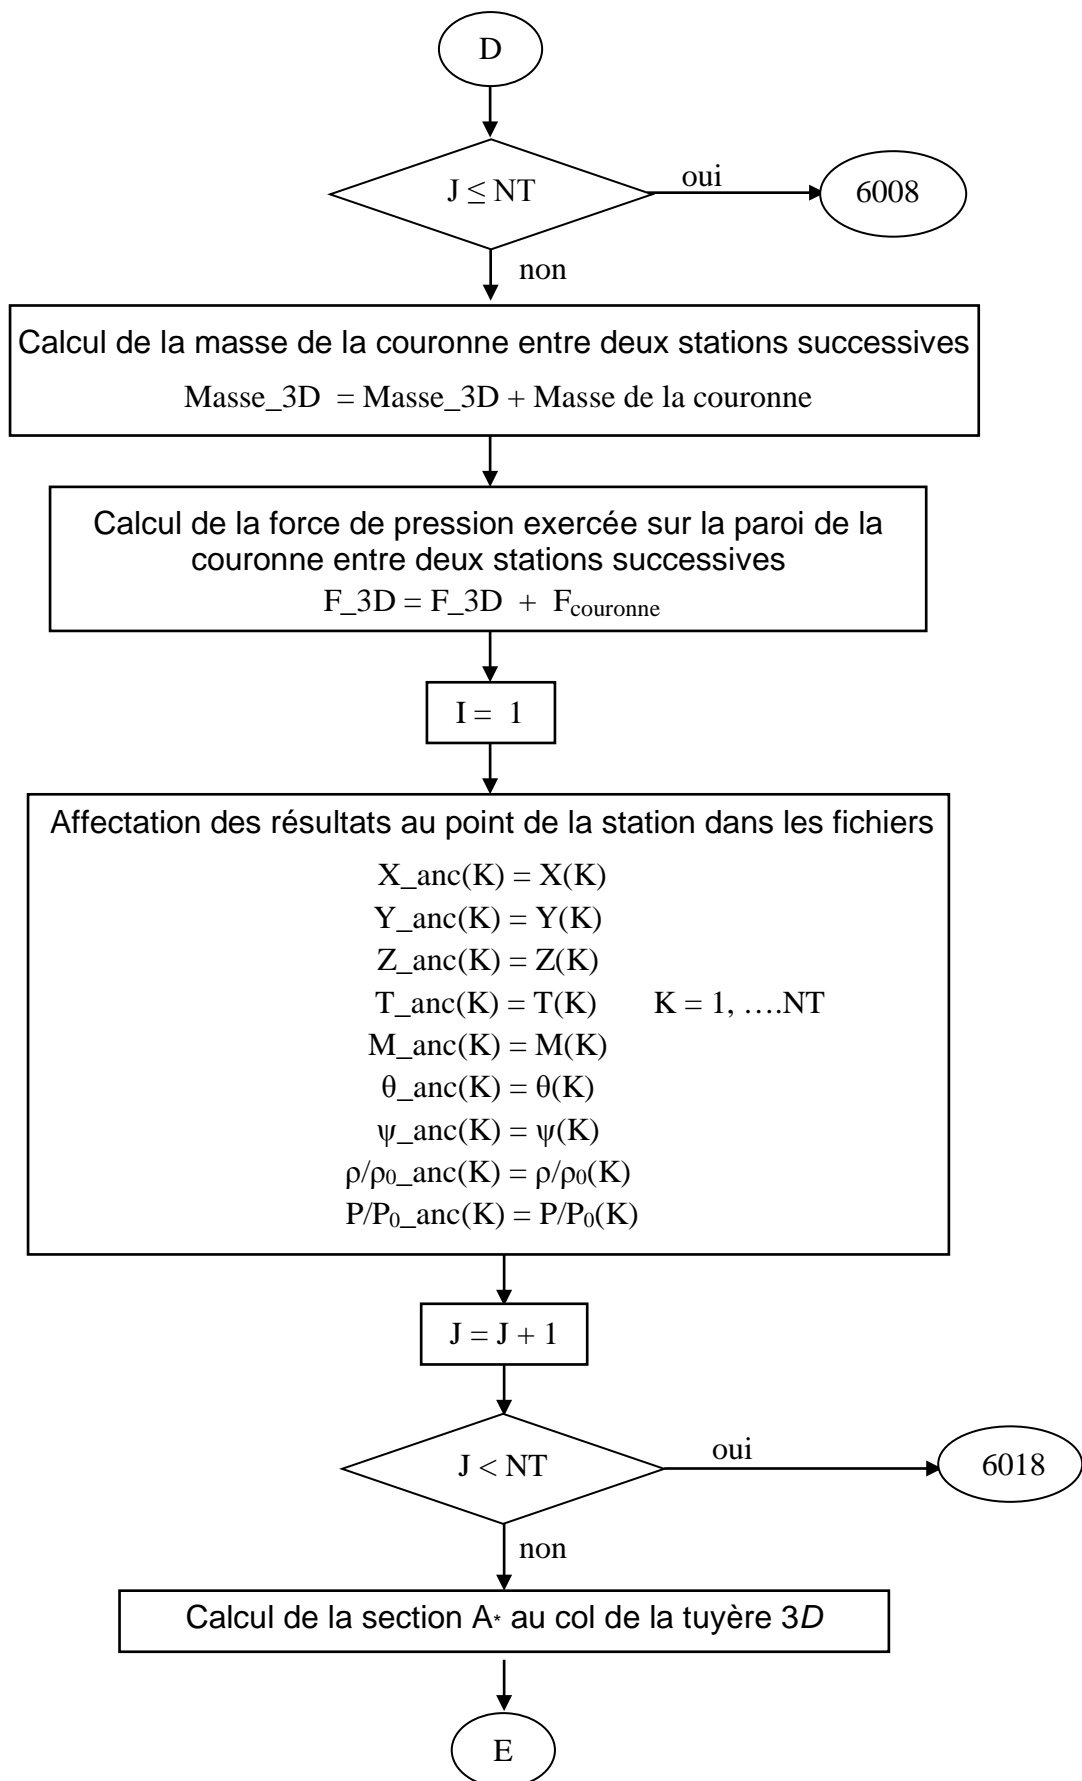 D
J ≤ NT
oui
6008
non
Calcul de la masse de la couronne entre deux stations successives
Masse_3D = Masse_3D + Masse de la couronne
Calcul de la force de pression exercée sur la paroi de la
couronne entre deux stations successives
F_3D = F_3D + Fcouronne
I = 1
Affectation des résultats au point de la station dans les fichiers
X_anc(K) = X(K)
Y_anc(K) = Y(K)
Z_anc(K) = Z(K)
T_anc(K) = T(K) K = 1, ….NT
M_anc(K) = M(K)
θ_anc(K) = θ(K)
ψ_anc(K) = ψ(K)
ρ/ρ₀_anc(K) = ρ/ρ₀(K)
P/P₀_anc(K) = P/P₀(K)
J = J + 1
J < NT
oui
6018
non
Calcul de la section A* au col de la tuyère 3D
E